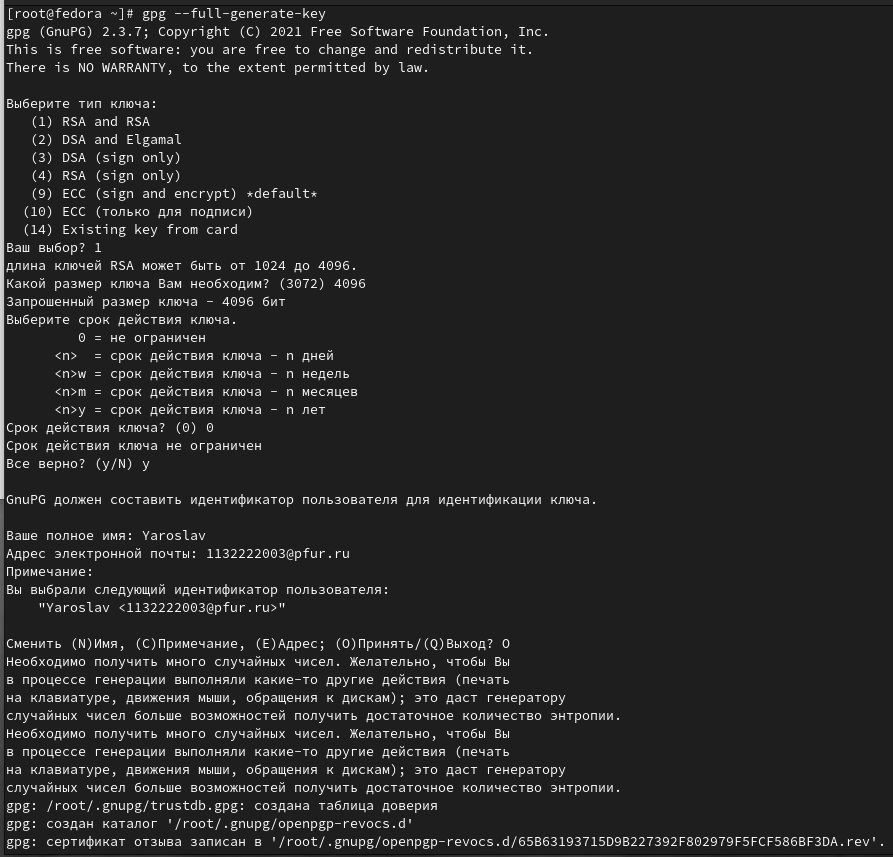 [root@fedora ~]# gpg --full-generate-key
gpg (GnuPG) 2.3.7; Copyright (C) 2021 Free Software Foundation, Inc.
This is free software: you are free to change and redistribute it.
There is NO WARRANTY, to the extent permitted by law.

Выберите тип ключа:
   (1) RSA and RSA
   (2) DSA and Elgamal
   (3) DSA (sign only)
   (4) RSA (sign only)
   (9) ECC (sign and encrypt) *default*
  (10) ECC (только для подписи)
  (14) Existing key from card
Ваш выбор? 1
длина ключей RSA может быть от 1024 до 4096.
Какой размер ключа Вам необходим? (3072) 4096
Запрошенный размер ключа - 4096 бит
Выберите срок действия ключа.
         0 = не ограничен
      <n>  = срок действия ключа - n дней
      <n>w = срок действия ключа - n недель
      <n>m = срок действия ключа - n месяцев
      <n>y = срок действия ключа - n лет
Срок действия ключа? (0) 0
Срок действия ключа не ограничен
Все верно? (y/N) y

GnuPG должен составить идентификатор пользователя для идентификации ключа.

Ваше полное имя: Yaroslav
Адрес электронной почты: 1132222003@pfur.ru
Примечание:
Вы выбрали следующий идентификатор пользователя:
    "Yaroslav <1132222003@pfur.ru>"

Сменить (N)Имя, (C)Примечание, (E)Адрес; (O)Принять/(Q)Выход? O
Необходимо получить много случайных чисел. Желательно, чтобы Вы
в процессе генерации выполняли какие-то другие действия (печать
на клавиатуре, движения мыши, обращения к дискам); это даст генератору
случайных чисел больше возможностей получить достаточное количество энтропии.
Необходимо получить много случайных чисел. Желательно, чтобы Вы
в процессе генерации выполняли какие-то другие действия (печать
на клавиатуре, движения мыши, обращения к дискам); это даст генератору
случайных чисел больше возможностей получить достаточное количество энтропии.
gpg: /root/.gnupg/trustdb.gpg: создана таблица доверия
gpg: создан каталог '/root/.gnupg/openpgp-revocs.d'
gpg: сертификат отзыва записан в '/root/.gnupg/openpgp-revocs.d/65B63193715D9B227392F802979F5FCF586BF3DA.rev'.